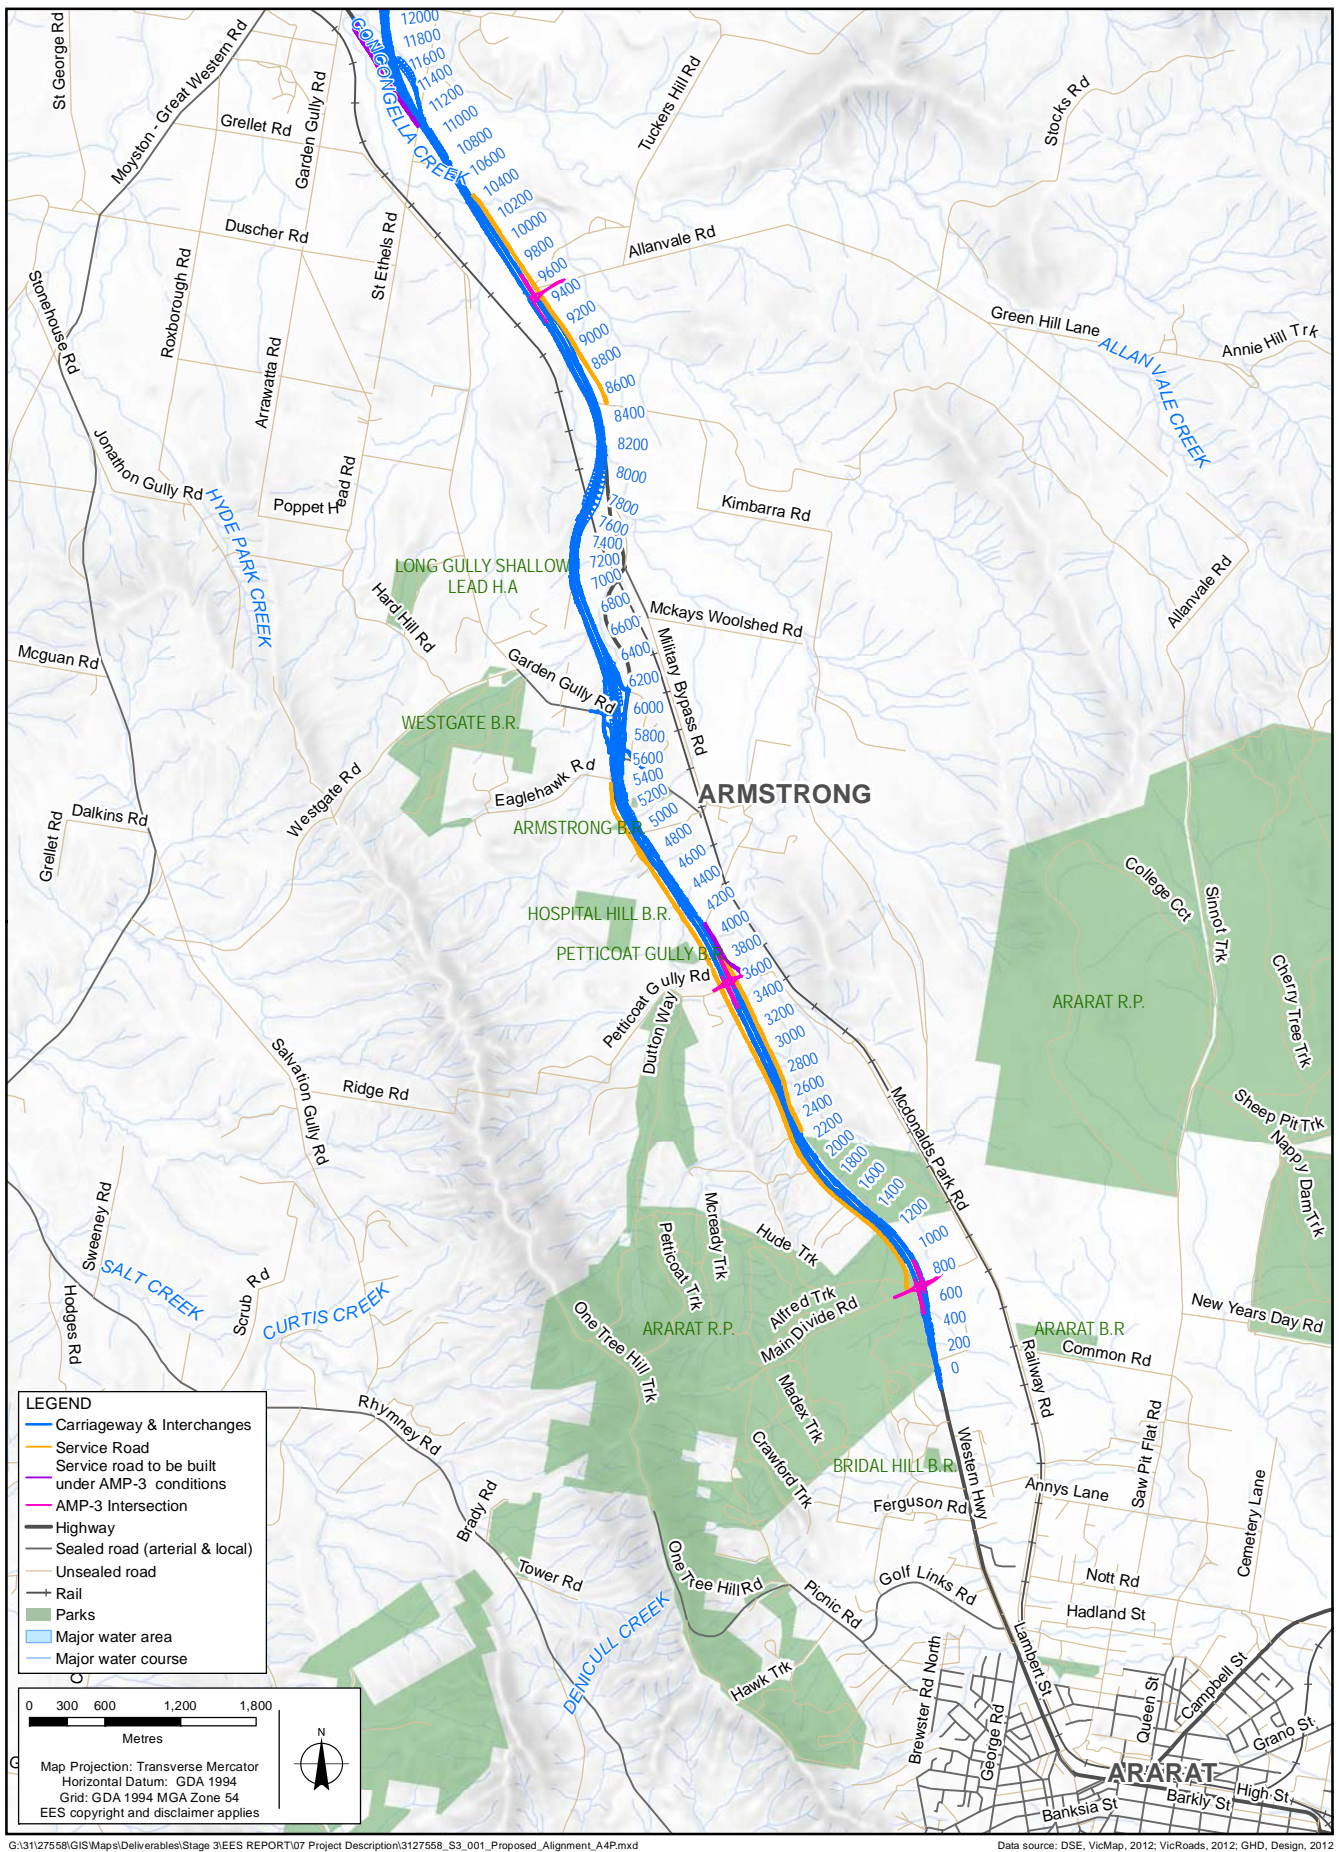 St George Rd
Moyston - Great Western Rd
Garden Gully Rd
Grellet Rd
CONCONGELLA CREEK
12000
11800
11600
11400
11200
11000
10800
10600
10400
10200
10000
9800
9600
9400
9200
9000
8800
8600
8400
8200
8000
7800
7600
7400
7200
7000
6800
6600
6400
6200
6000
5800
5600
5400
5200
5000
4800
4600
4400
4200
4000
3800
3600
3400
3200
3000
2800
2600
2400
2200
2000
1800
1600
1400
1200
1000
800
600
400
200
0
Tuckers Hill Rd
Stocks Rd
Duscher Rd
St Ethels Rd
Allanvale Rd
Stonehouse Rd
Roxborough Rd
Arrawatta Rd
Green Hill Lane
Annie Hill Trk
ALLAN VALE CREEK
Jonathon Gully Rd
HYDE PARK CREEK
Poppet Head Rd
Kimbarra Rd
LONG GULLY SHALLOW
LEAD H.A
Hard Hill Rd
Allanvale Rd
Mckays Woolshed Rd
Military Bypass Rd
Mcguan Rd
Garden Gully Rd
WESTGATE B.R.
Eaglehawk Rd
ARMSTRONG
Westgate Rd
Dalkins Rd
Grellet Rd
ARMSTRONG B.R.
HOSPITAL HILL B.R.
PETTICOAT GULLY B.R.
Petticoat Gully Rd
Dutton Way
College Cct
Sinnot Trk
Cherry Tree Trk
ARARAT R.P.
Salvation Gully Rd
Ridge Rd
Mcdonalds Park Rd
Sheep Pit Trk
Nappy Dam Trk
Sweeney Rd
SALT CREEK
Hodges Rd
Scrub Rd
CURTIS CREEK
Mcready Trk
Petticoat Trk
Hude Trk
Alfred Trk
Main Divide Rd
One Tree Hill Trk
ARARAT R.P.
New Years Day Rd
ARARAT B.R
Common Rd
Railway Rd
Madex Trk
Crawford Trk
Rhymney Rd
Western Hwy
BRIDAL HILL B.R.
Ferguson Rd
Annys Lane
Saw Pit Flat Rd
Cemetery Lane
Brady Rd
Tower Rd
One Tree Hill Rd
Picnic Rd
Golf Links Rd
Nott Rd
Hadland St
DENICULL CREEK
Hawk Trk
Brewster Rd North
George Rd
Lambert St
Queen St
Campbell St
Grano St
ARARAT
High St
Barkly St
Banksia St
LEGEND
Carriageway & Interchanges
Service Road
Service road to be built
under AMP-3 conditions
AMP-3 Intersection
Highway
Sealed road (arterial & local)
Unsealed road
Rail
Parks
Major water area
Major water course
0 300 600 1,200 1,800
Metres
N
Map Projection: Transverse Mercator
Horizontal Datum: GDA 1994
Grid: GDA 1994 MGA Zone 54
EES copyright and disclaimer applies
G:\31\27558\GIS\Maps\Deliverables\Stage 3\EES REPORT\07 Project Description\3127558_S3_001_Proposed_Alignment_A4P.mxd
Data source: DSE, VicMap, 2012; VicRoads, 2012; GHD, Design, 2012